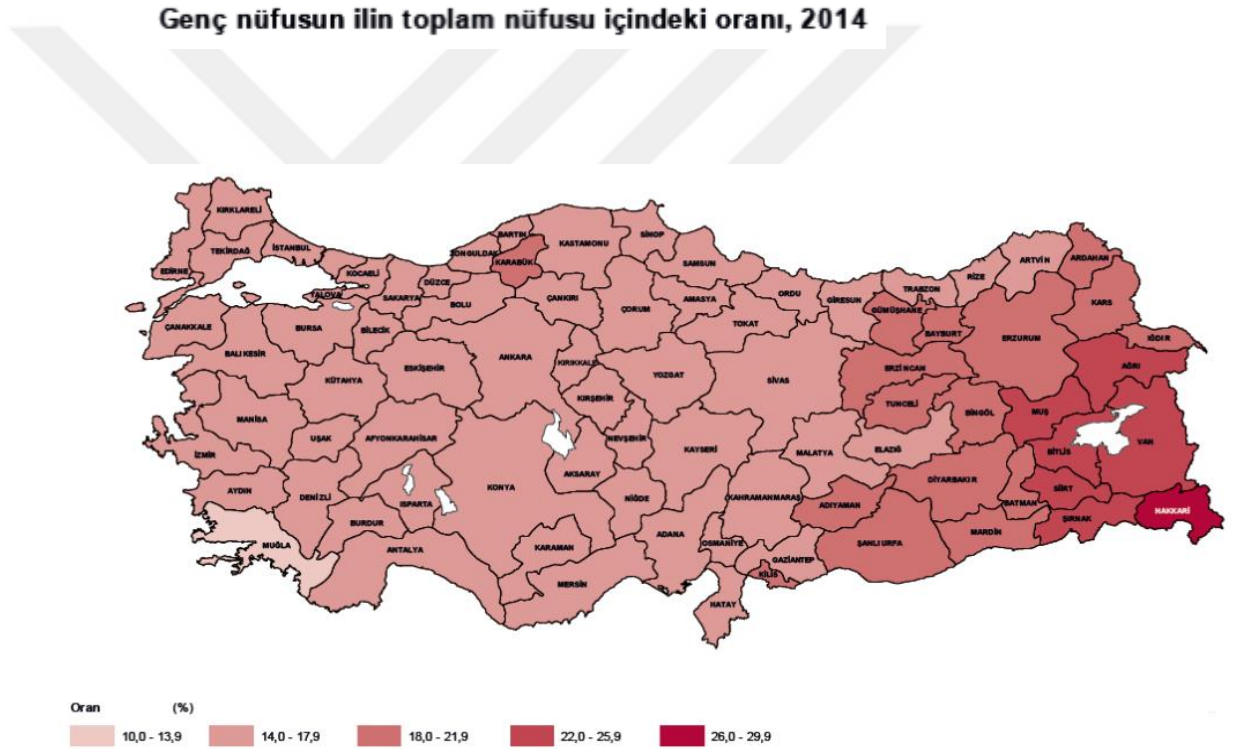 Genç nüfusun ilin toplam nüfusu içindeki oranı, 2014
KIRKLARELİ
TEKİRDAĞ
İSTANBUL
EDİRNE
KOCAELİ
YALOVA
SAKARYA
DÜZCE
ZONGULDAK
BARTIN
KARABÜK
KASTAMONU
SİNOP
SAMSUN
BOLU
ÇANKIRI
ÇORUM
AMASYA
ORDU
GİRESUN
TRABZON
RİZE
ARTVİN
ARDAHAN
KARS
GÜMÜŞHANE
BAYBURT
ERZURUM
IĞDIR
AĞRI
ÇANAKKALE
BURSA
BİLECİK
BALIKESİR
ESKİŞEHİR
ANKARA
KIRIKKALE
YOZGAT
TOKAT
SİVAS
ERZİNCAN
TUNCELİ
BİNGÖL
MUŞ
VAN
BİTLİS
KÜTAHYA
KIRŞEHİR
MANİSA
UŞAK
AFYONKARAHİSAR
NEVŞEHİR
KAYSERİ
MALATYA
ELAZIĞ
İZMİR
AKSARAY
KONYA
NİĞDE
DİYARBAKIR
SİİRT
BATMAN
AYDIN
DENİZLİ
ISPARTA
BURDUR
KAHRAMANMARAŞ
ADIYAMAN
ŞIRNAK
HAKKARİ
MUĞLA
ANTALYA
KARAMAN
MERSİN
ADANA
OSMANİYE
GAZİANTEP
KİLİS
ŞANLIURFA
MARDİN
HATAY
Oran (%)
10,0 - 13,9 14,0 - 17,9 18,0 - 21,9 22,0 - 25,9 26,0 - 29,9